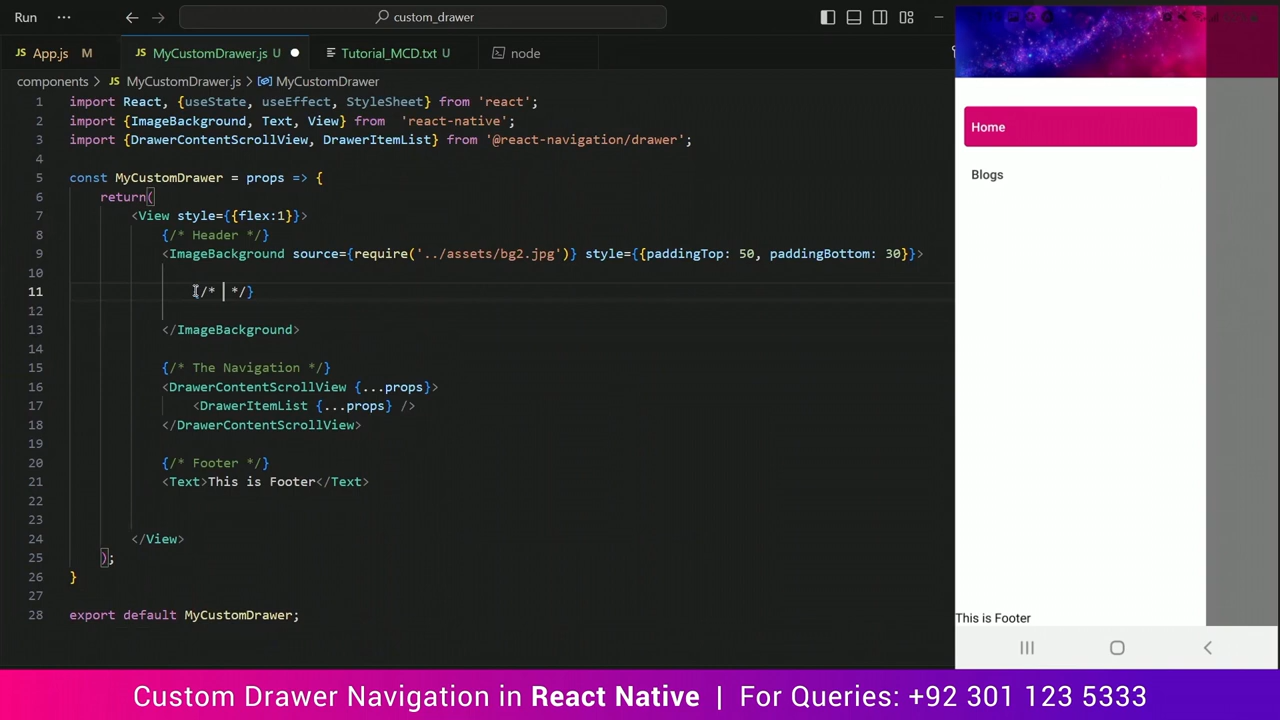 Run ··· custom_drawer
App.js M MyCustomDrawer.js U Tutorial_MCD.txt U node
components > MyCustomDrawer.js > MyCustomDrawer
1 import React, {useState, useEffect, StyleSheet} from 'react';
2 import {ImageBackground, Text, View} from  'react-native';
3 import {DrawerContentScrollView, DrawerItemList} from '@react-navigation/drawer';
4
5 const MyCustomDrawer = props => {
6 return(
7 <View style={{flex:1}}>
8 {/* Header */}
9 <ImageBackground source={require('../assets/bg2.jpg')} style={{paddingTop: 50, paddingBottom: 30}}>
10
11 {/*  */}
12
13 </ImageBackground>
14
15 {/* The Navigation */}
16 <DrawerContentScrollView {...props}>
17 <DrawerItemList {...props} />
18 </DrawerContentScrollView>
19
20 {/* Footer */}
21 <Text>This is Footer</Text>
22
23
24 </View>
25 );
26 }
27
28 export default MyCustomDrawer;
Home
Blogs
This is Footer
Custom Drawer Navigation in React Native | For Queries: +92 301 123 5333